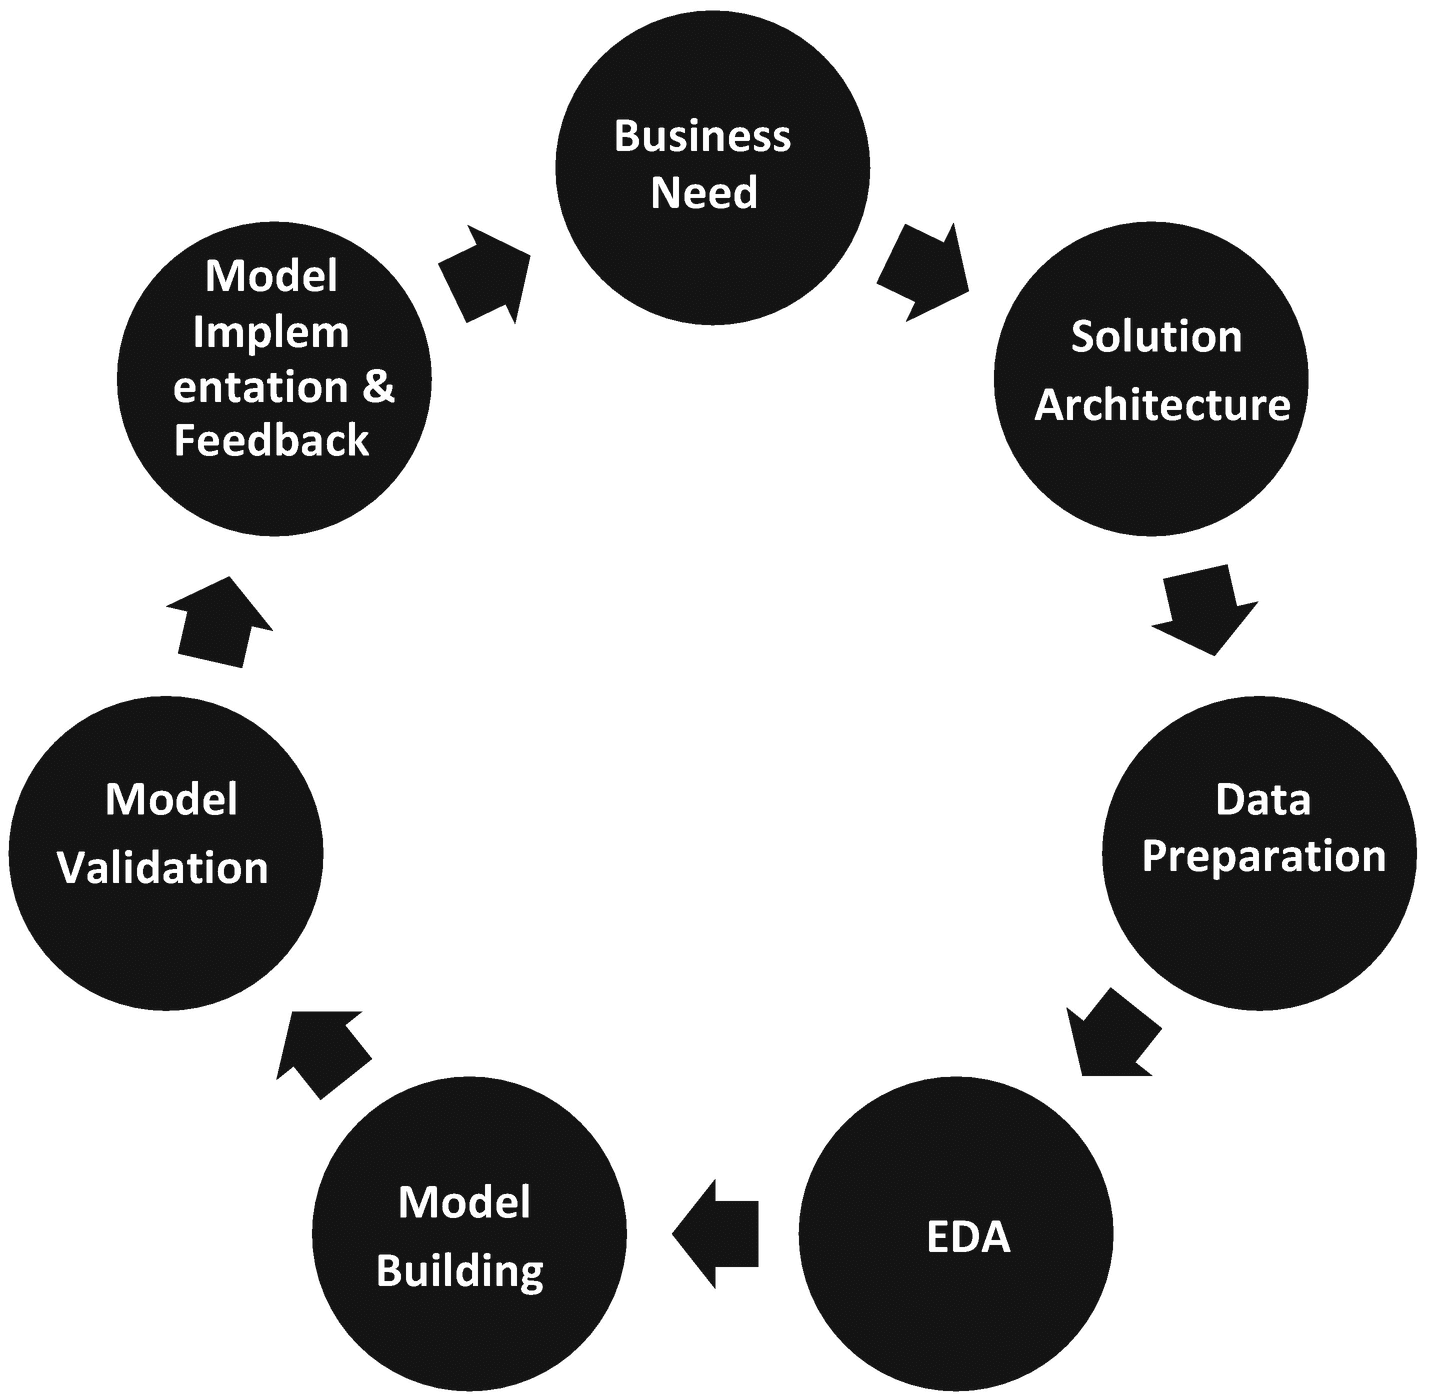 Business
Need
Solution
Architecture
Data
Preparation
EDA
Model
Building
Model
Validation
Model
Implem
entation &
Feedback